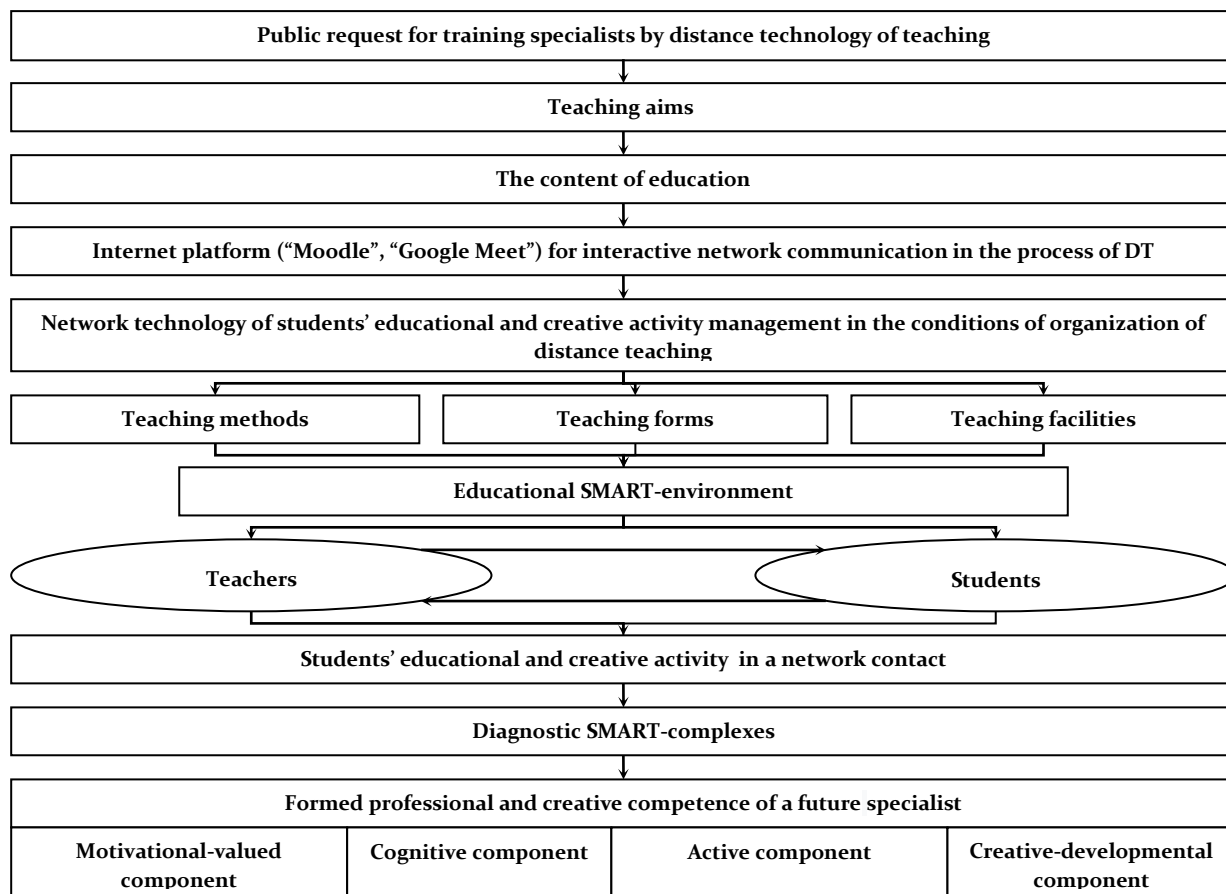 Public request for training specialists by distance technology of teaching
Teaching aims
The content of education
Internet platform (“Moodle”, “Google Meet”) for interactive network communication in the process of DT
Network technology of students’ educational and creative activity management in the conditions of organization of
distance teaching
Teaching methods
Teaching forms
Teaching facilities
Educational SMART-environment
Teachers
Students
Students’ educational and creative activity in a network contact
Diagnostic SMART-complexes
Formed professional and creative competence of a future specialist
Motivational-valued
component
Cognitive component
Active component
Creative-developmental
component